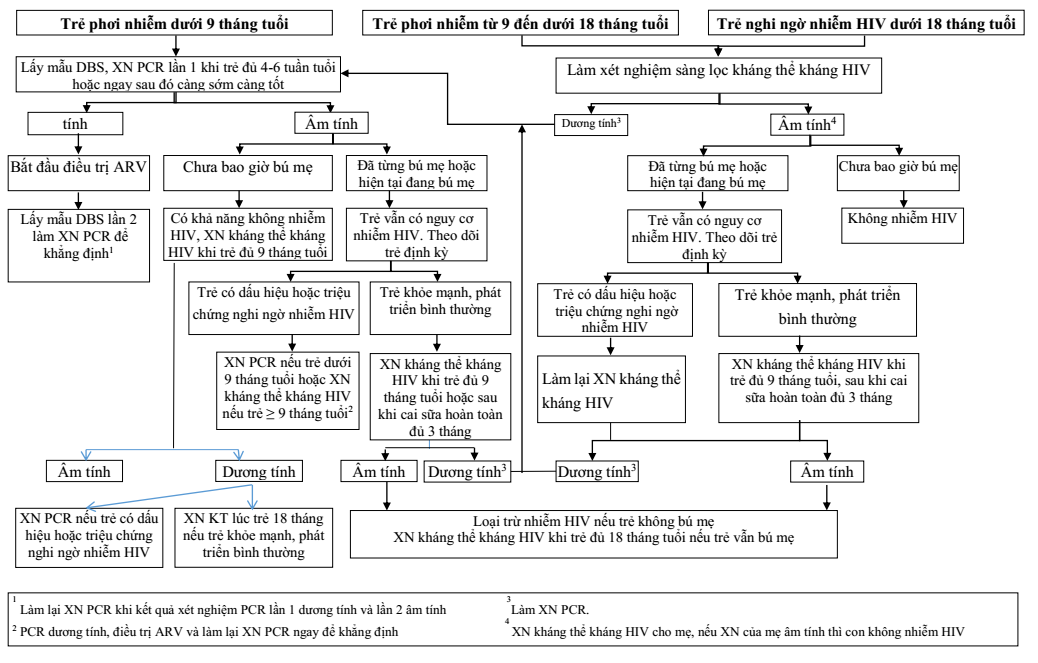 Trẻ phơi nhiễm dưới 9 tháng tuổi
Trẻ phơi nhiễm từ 9 đến dưới 18 tháng tuổi
Trẻ nghi ngờ nhiễm HIV dưới 18 tháng tuổi
Lấy mẫu DBS, XN PCR lần 1 khi trẻ đủ 4-6 tuần tuổi
hoặc ngay sau đó càng sớm càng tốt
Làm xét nghiệm sàng lọc kháng thể kháng HIV
tính
Âm tính
Dương tính³
Âm tính⁴
Bắt đầu điều trị ARV
Chưa bao giờ bú mẹ
Đã từng bú mẹ hoặc
hiện tại đang bú mẹ
Đã từng bú mẹ hoặc
hiện tại đang bú mẹ
Chưa bao giờ bú mẹ
Lấy mẫu DBS lần 2
làm XN PCR để
khẳng định¹
Có khả năng không nhiễm
HIV, XN kháng thể kháng
HIV khi trẻ đủ 9 tháng tuổi
Trẻ vẫn có nguy cơ
nhiễm HIV. Theo dõi
trẻ định kỳ
Trẻ vẫn có nguy cơ
nhiễm HIV. Theo dõi trẻ
định kỳ
Không nhiễm HIV
Trẻ có dấu hiệu hoặc triệu
chứng nghi ngờ nhiễm HIV
Trẻ khỏe mạnh, phát
triển bình thường
Trẻ có dấu hiệu hoặc
triệu chứng nghi ngờ
nhiễm HIV
Trẻ khỏe mạnh, phát triển
bình thường
XN PCR nếu trẻ dưới
9 tháng tuổi hoặc XN
kháng thể kháng HIV
nếu trẻ ≥ 9 tháng tuổi²
XN kháng thể kháng
HIV khi trẻ đủ 9
tháng tuổi hoặc sau
khi cai sữa hoàn toàn
đủ 3 tháng
Làm lại XN kháng thể
kháng HIV
XN kháng thể kháng HIV khi
trẻ đủ 9 tháng tuổi, sau khi cai
sữa hoàn toàn đủ 3 tháng
Âm tính
Dương tính
Âm tính
Dương tính³
Dương tính³
Âm tính
XN PCR nếu trẻ có dấu
hiệu hoặc triệu chứng
nghi ngờ nhiễm HIV
XN KT lúc trẻ 18 tháng
nếu trẻ khỏe mạnh, phát
triển bình thường
Loại trừ nhiễm HIV nếu trẻ không bú mẹ
XN kháng thể kháng HIV khi trẻ đủ 18 tháng tuổi nếu trẻ vẫn bú mẹ
¹ Làm lại XN PCR khi kết quả xét nghiệm PCR lần 1 dương tính và lần 2 âm tính
² PCR dương tính, điều trị ARV và làm lại XN PCR ngay để khẳng định
³ Làm XN PCR.
⁴ XN kháng thể kháng HIV cho mẹ, nếu XN của mẹ âm tính thì con không nhiễm HIV